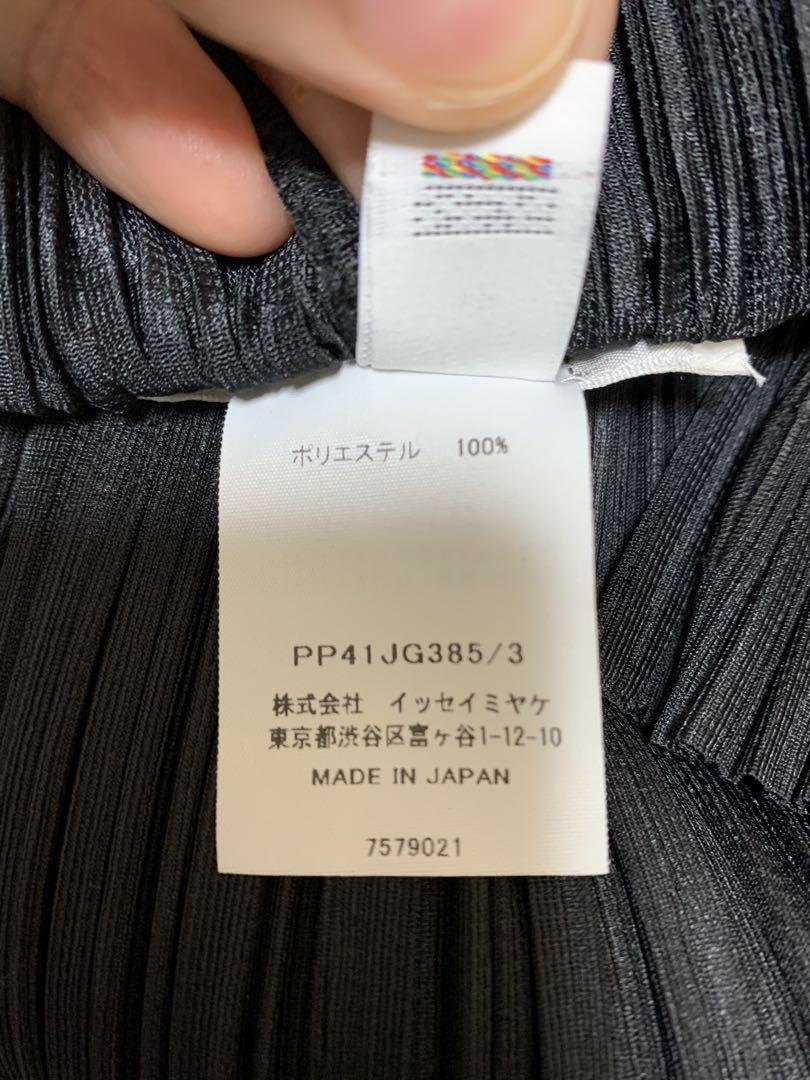 ポリエステル 100%
PP41JG385/3
株式会社 イッセイミヤケ
東京都渋谷区富ヶ谷1-12-10
MADE IN JAPAN
7579021